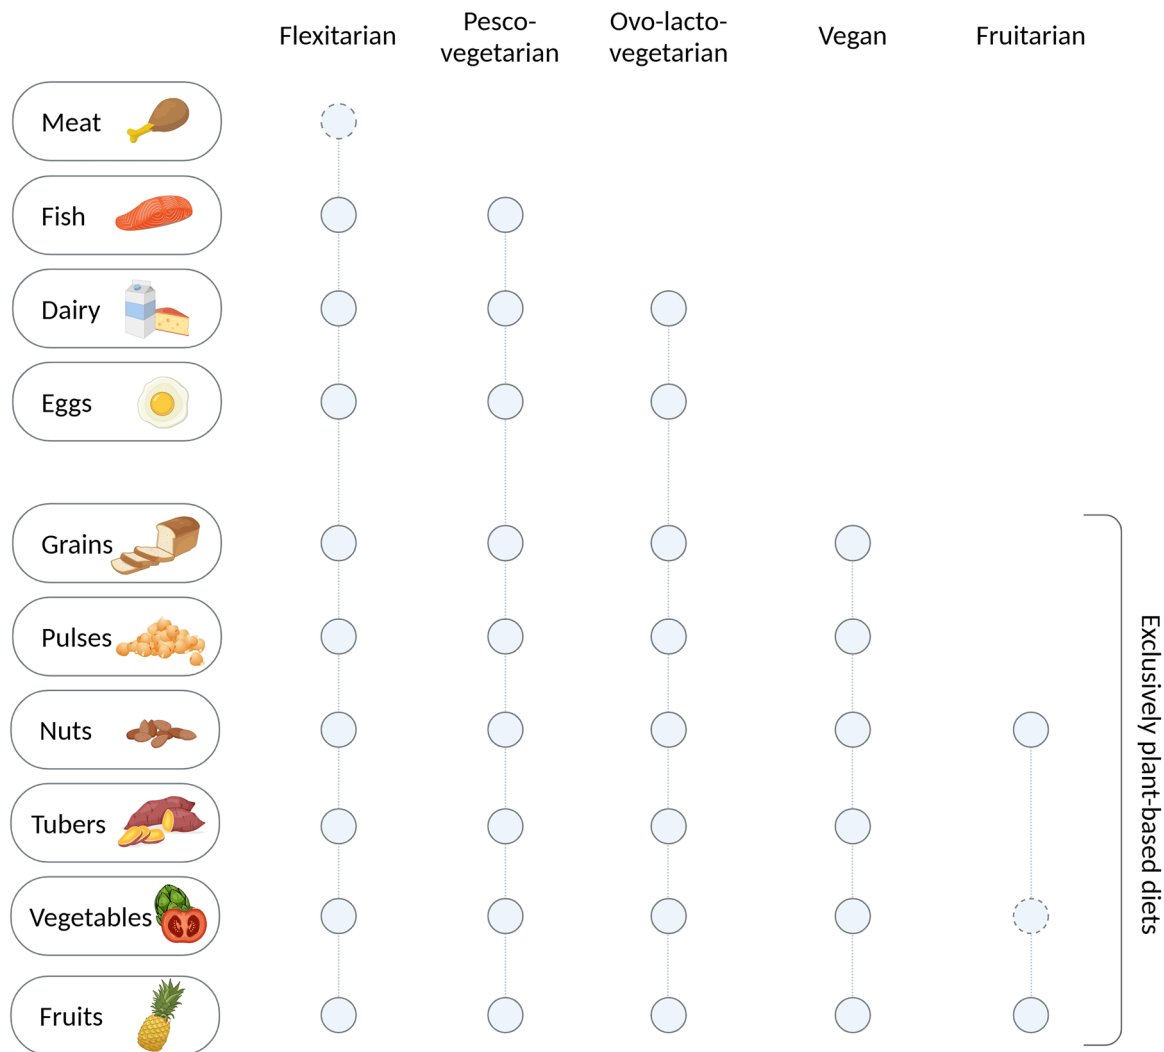 Flexitarian
Pesco-
vegetarian
Ovo-lacto-
vegetarian
Vegan
Fruitarian
Meat
Fish
Dairy
Eggs
Grains
Pulses
Nuts
Tubers
Vegetables
Fruits
Exclusively plant-based diets